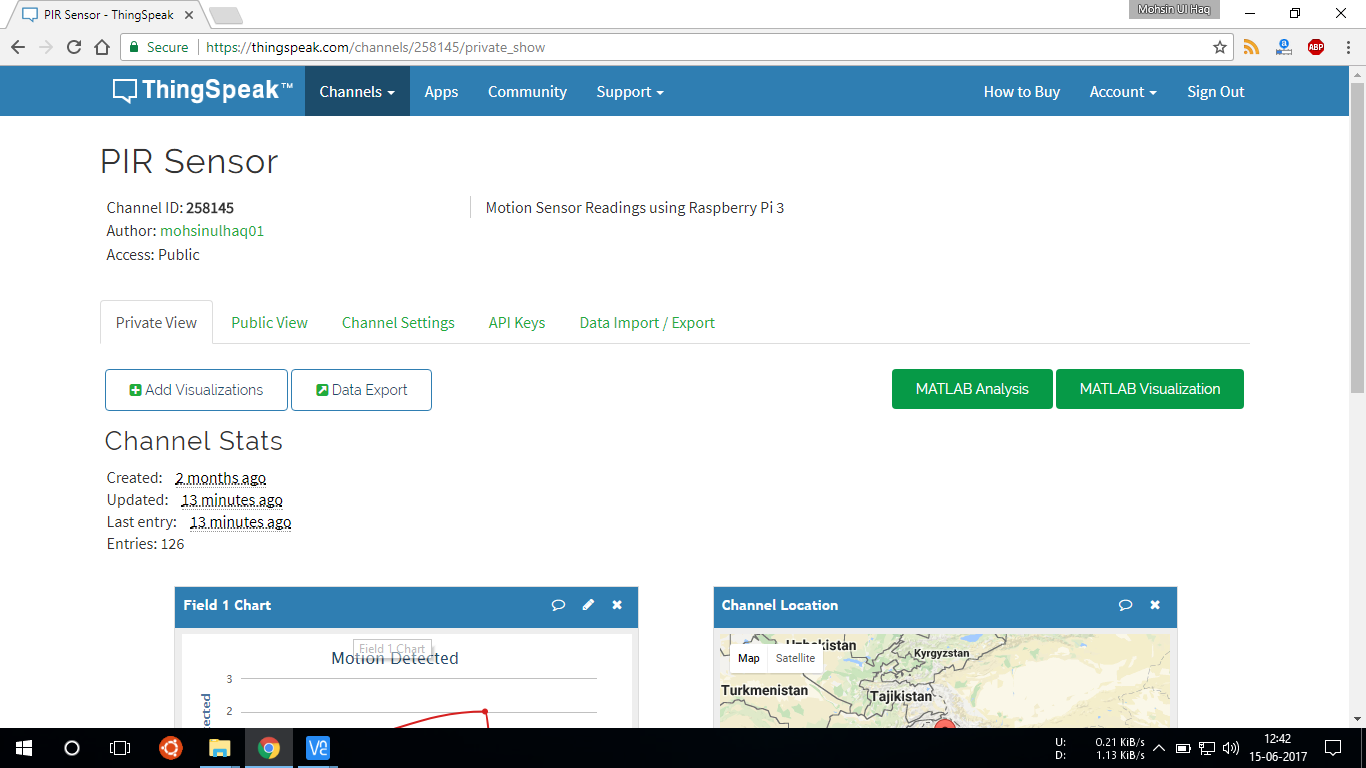 PIR Sensor - ThingSpeak
Mohsin Ul Haq
Secure https://thingspeak.com/channels/258145/private_show
ABP
ThingSpeak™ Channels Apps Community Support How to Buy Account Sign Out
PIR Sensor
Channel ID: 258145
Author: mohsinulhaq01
Access: Public
Motion Sensor Readings using Raspberry Pi 3
Private View Public View Channel Settings API Keys Data Import / Export
Add Visualizations Data Export MATLAB Analysis MATLAB Visualization
Channel Stats
Created: 2 months ago
Updated: 13 minutes ago
Last entry: 13 minutes ago
Entries: 126
Field 1 Chart
Field 1 Chart
Motion Detected
3
2
Channel Location
Map Satellite
Kyrgyzstan
Turkmenistan
Tajikistan
U: 0.21 KiB/s
D: 1.13 KiB/s
12:42
15-06-2017